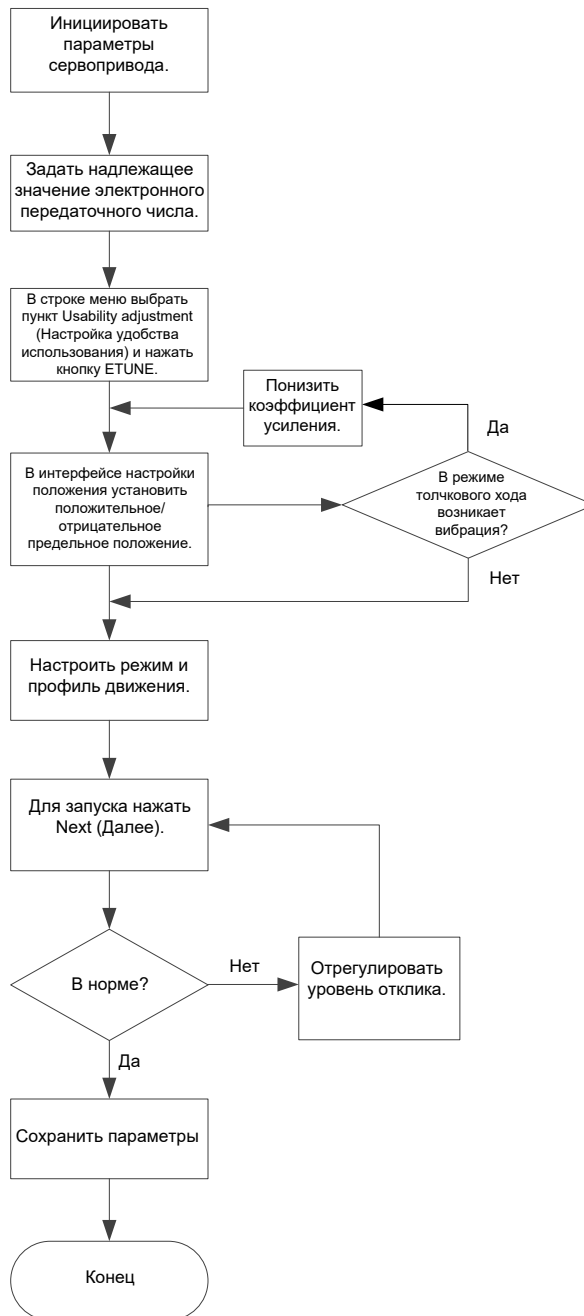 Инициировать
параметры
сервопривода.
Задать надлежащее
значение электронного
передаточного числа.
В строке меню выбрать
пункт Usability adjustment
(Настройка удобства
использования) и нажать
кнопку ETUNE.
Понизить
коэффициент
усиления.
Да
В интерфейсе настройки
положения установить
положительное/
отрицательное
предельное положение.
В режиме
толчкового хода
возникает
вибрация?
Нет
Настроить режим и
профиль движения.
Для запуска нажать
Next (Далее).
В норме?
Нет
Отрегулировать
уровень отклика.
Да
Сохранить параметры
Конец